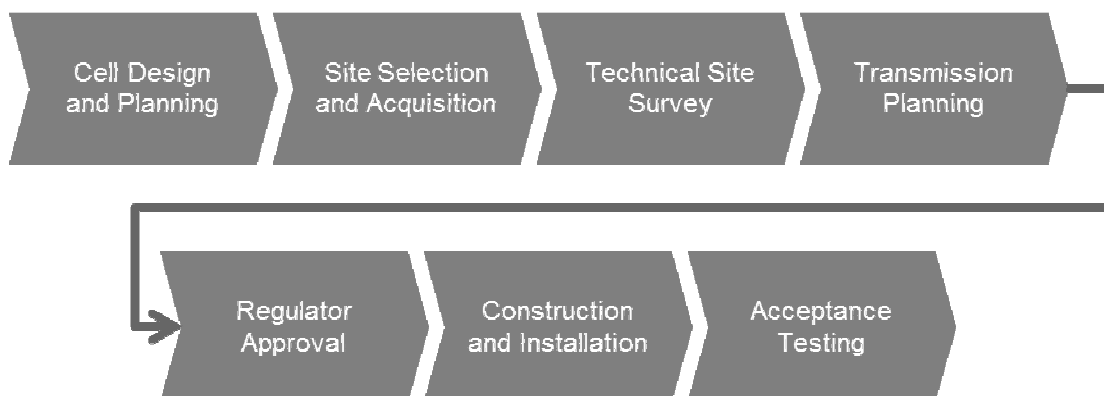 Cell Design
and Planning
Site Selection
and Acquisition
Technical Site
Survey
Transmission
Planning
Regulator
Approval
Construction
and Installation
Acceptance
Testing